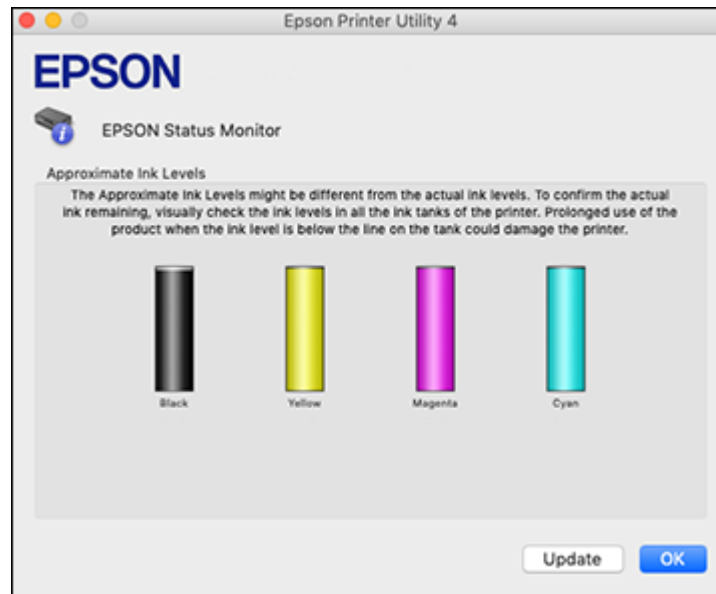 Epson Printer Utility 4
EPSON
EPSON Status Monitor
Approximate Ink Levels
The Approximate Ink Levels might be different from the actual ink levels. To confirm the actual
ink remaining, visually check the ink levels in all the ink tanks of the printer. Prolonged use of the
product when the ink level is below the line on the tank could damage the printer.
Black Yellow Magenta Cyan
Update OK